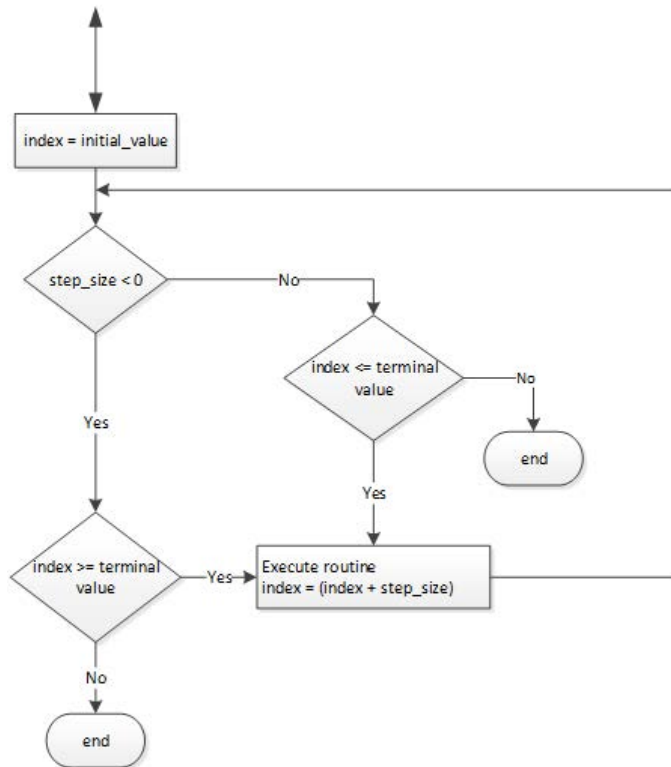 index = initial_value
step_size < 0
No
index <= terminal
value
No
end
Yes
Yes
index >= terminal
value
Yes
Execute routine
index = (index + step_size)
No
end